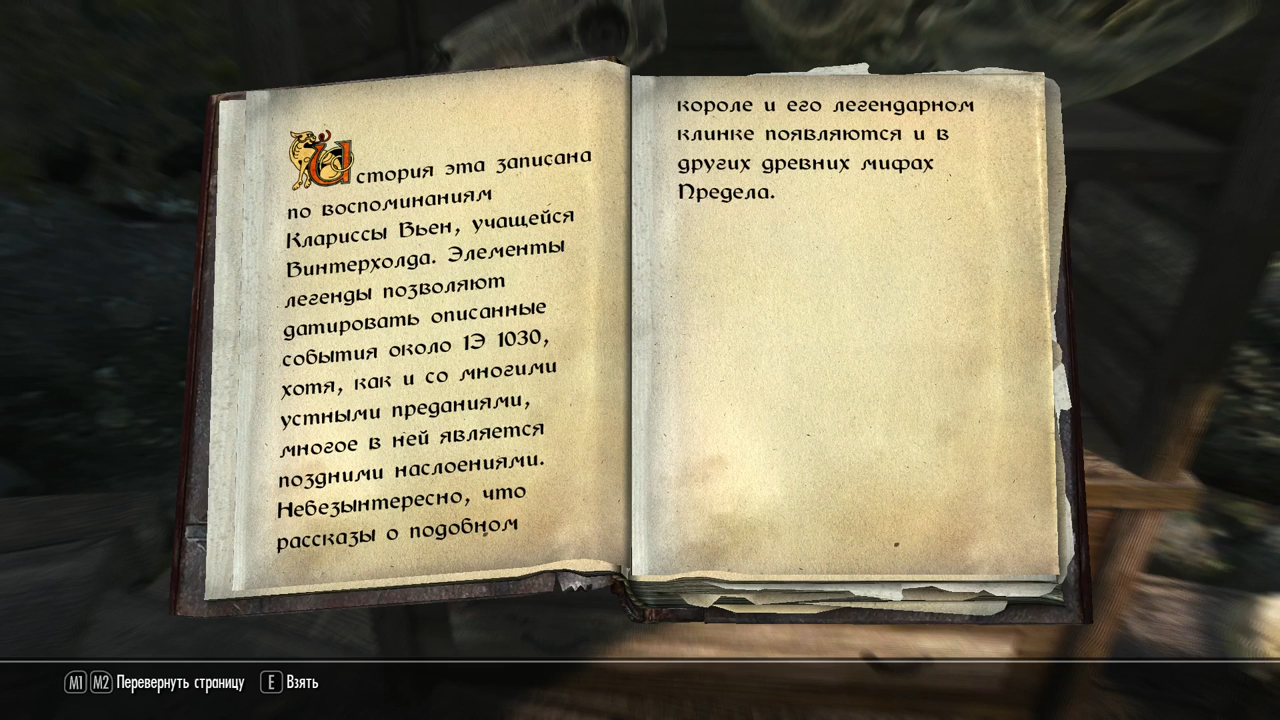 История эта записана
по воспоминаниям
Клариссы Вьен, учащейся
Винтерхолда. Элементы
легенды позволяют
датировать описанные
события около 1Э 1030,
хотя, как и со многими
устными преданиями,
многое в ней является
поздними наслоениями.
Небезынтересно, что
рассказы о подобном
короле и его легендарном
клинке появляются и в
других древних мифах
Предела.
M1 M2 Перевернуть страницу E Взять